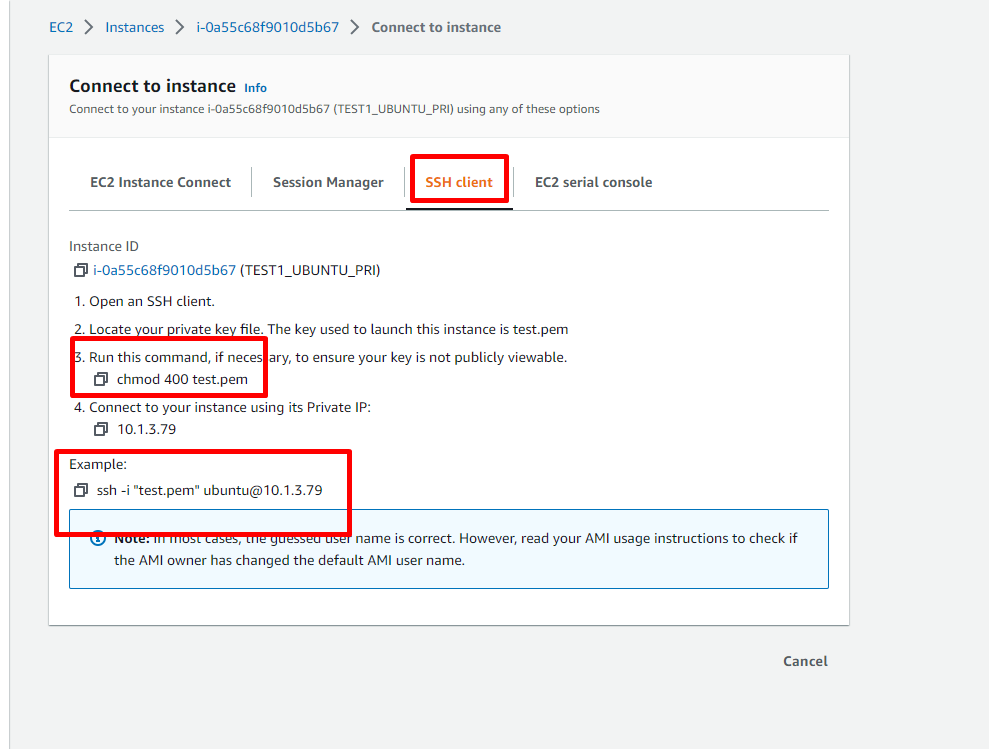 EC2 > Instances > i-0a55c68f9010d5b67 > Connect to instance
Connect to instance Info
Connect to your instance i-0a55c68f9010d5b67 (TEST1_UBUNTU_PRI) using any of these options
EC2 Instance Connect Session Manager SSH client EC2 serial console
Instance ID
i-0a55c68f9010d5b67 (TEST1_UBUNTU_PRI)
1. Open an SSH client.
2. Locate your private key file. The key used to launch this instance is test.pem
3. Run this command, if necessary, to ensure your key is not publicly viewable.
chmod 400 test.pem
4. Connect to your instance using its Private IP:
10.1.3.79
Example:
ssh -i "test.pem" ubuntu@10.1.3.79
Note: In most cases, the guessed user name is correct. However, read your AMI usage instructions to check if
the AMI owner has changed the default AMI user name.
Cancel